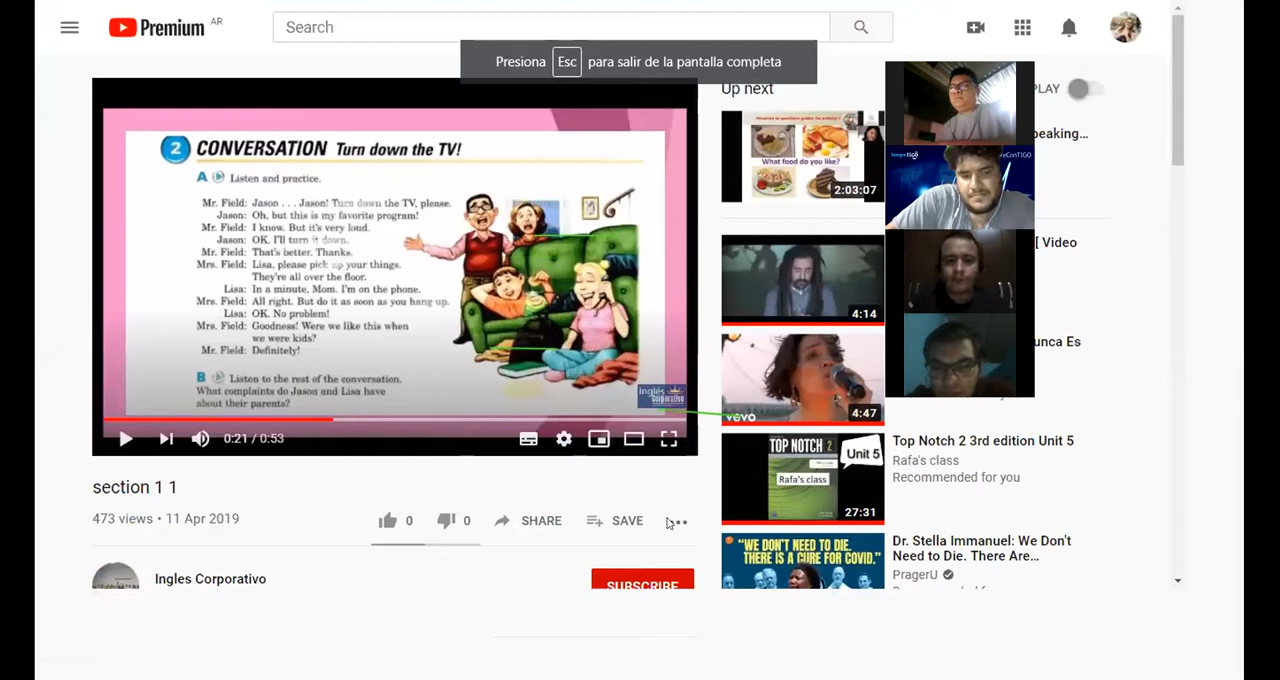 Premium AR
Search
Presiona Esc para salir de la pantalla completa
Up next
PLAY
2 CONVERSATION Turn down the TV!
A Listen and practice.
Mr. Field: Jason . . . Jason! Turn down the TV, please.
Jason: Oh, but this is my favorite program!
Mr. Field: I know. But it's very loud.
Jason: OK. I'll turn it down.
Mr. Field: That's better. Thanks.
Mrs. Field: Lisa, please pick up your things.
They're all over the floor.
Lisa: In a minute, Mom. I'm on the phone.
Mrs. Field: All right. But do it as soon as you hang up.
Lisa: OK. No problem!
Mrs. Field: Goodness! Were we like this when
we were kids?
Mr. Field: Definitely!
B Listen to the rest of the conversation.
What complaints do Jason and Lisa have
about their parents?
Inglés
Corporativo
0:21 / 0:53
section 1 1
473 views • 11 Apr 2019
0 0 SHARE SAVE
Ingles Corporativo
SUBSCRIBE
What food do you like?
2:03:07
peaking...
[ Video
4:14
unca Es
vevo
4:47
TOP NOTCH 2
Unit 5
Rafa's class
27:31
Top Notch 2 3rd edition Unit 5
Rafa's class
Recommended for you
"WE DON'T NEED TO DIE.
THERE IS A CURE FOR COVID."
Dr. Stella Immanuel: We Don't
Need to Die. There Are...
PragerU